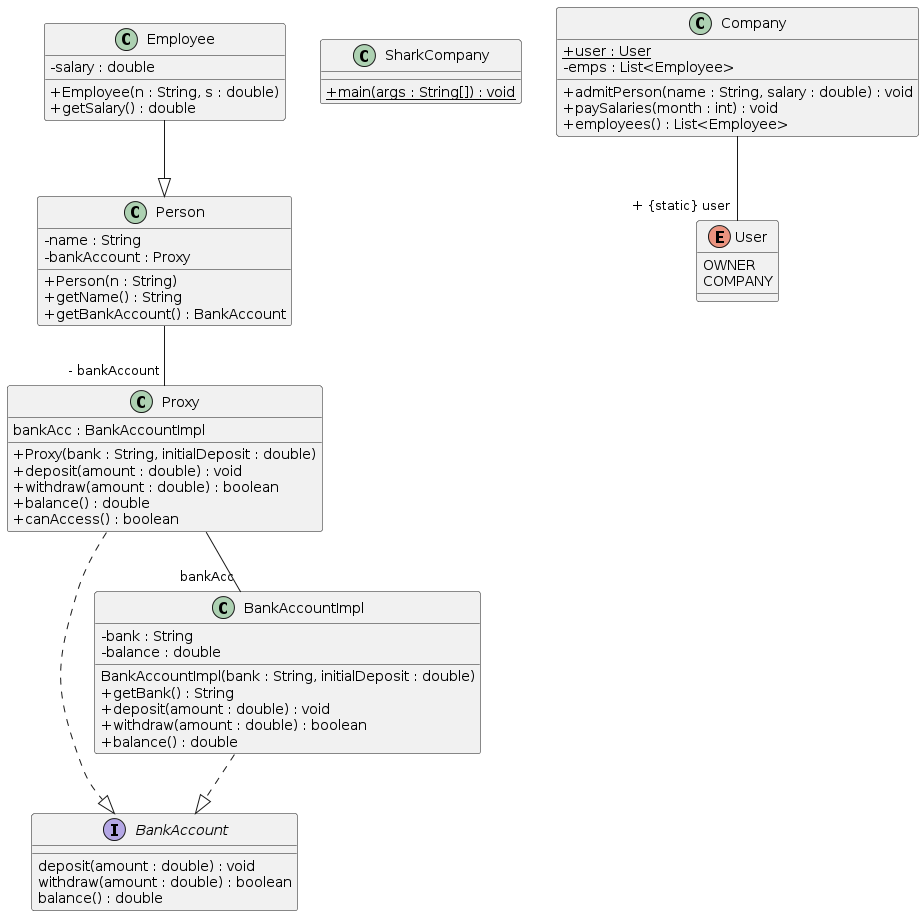 C Employee
-salary : double
+Employee(n : String, s : double)
+getSalary() : double
C SharkCompany
+main(args : String[]) : void
C Company
+user : User
-emps : List<Employee>
+admitPerson(name : String, salary : double) : void
+paySalaries(month : int) : void
+employees() : List<Employee>
+ {static} user
E User
OWNER
COMPANY
C Person
-name : String
-bankAccount : Proxy
+Person(n : String)
+getName() : String
+getBankAccount() : BankAccount
- bankAccount
C Proxy
bankAcc : BankAccountImpl
+Proxy(bank : String, initialDeposit : double)
+deposit(amount : double) : void
+withdraw(amount : double) : boolean
+balance() : double
+canAccess() : boolean
bankAcc
C BankAccountImpl
-bank : String
-balance : double
BankAccountImpl(bank : String, initialDeposit : double)
+getBank() : String
+deposit(amount : double) : void
+withdraw(amount : double) : boolean
+balance() : double
I BankAccount
deposit(amount : double) : void
withdraw(amount : double) : boolean
balance() : double